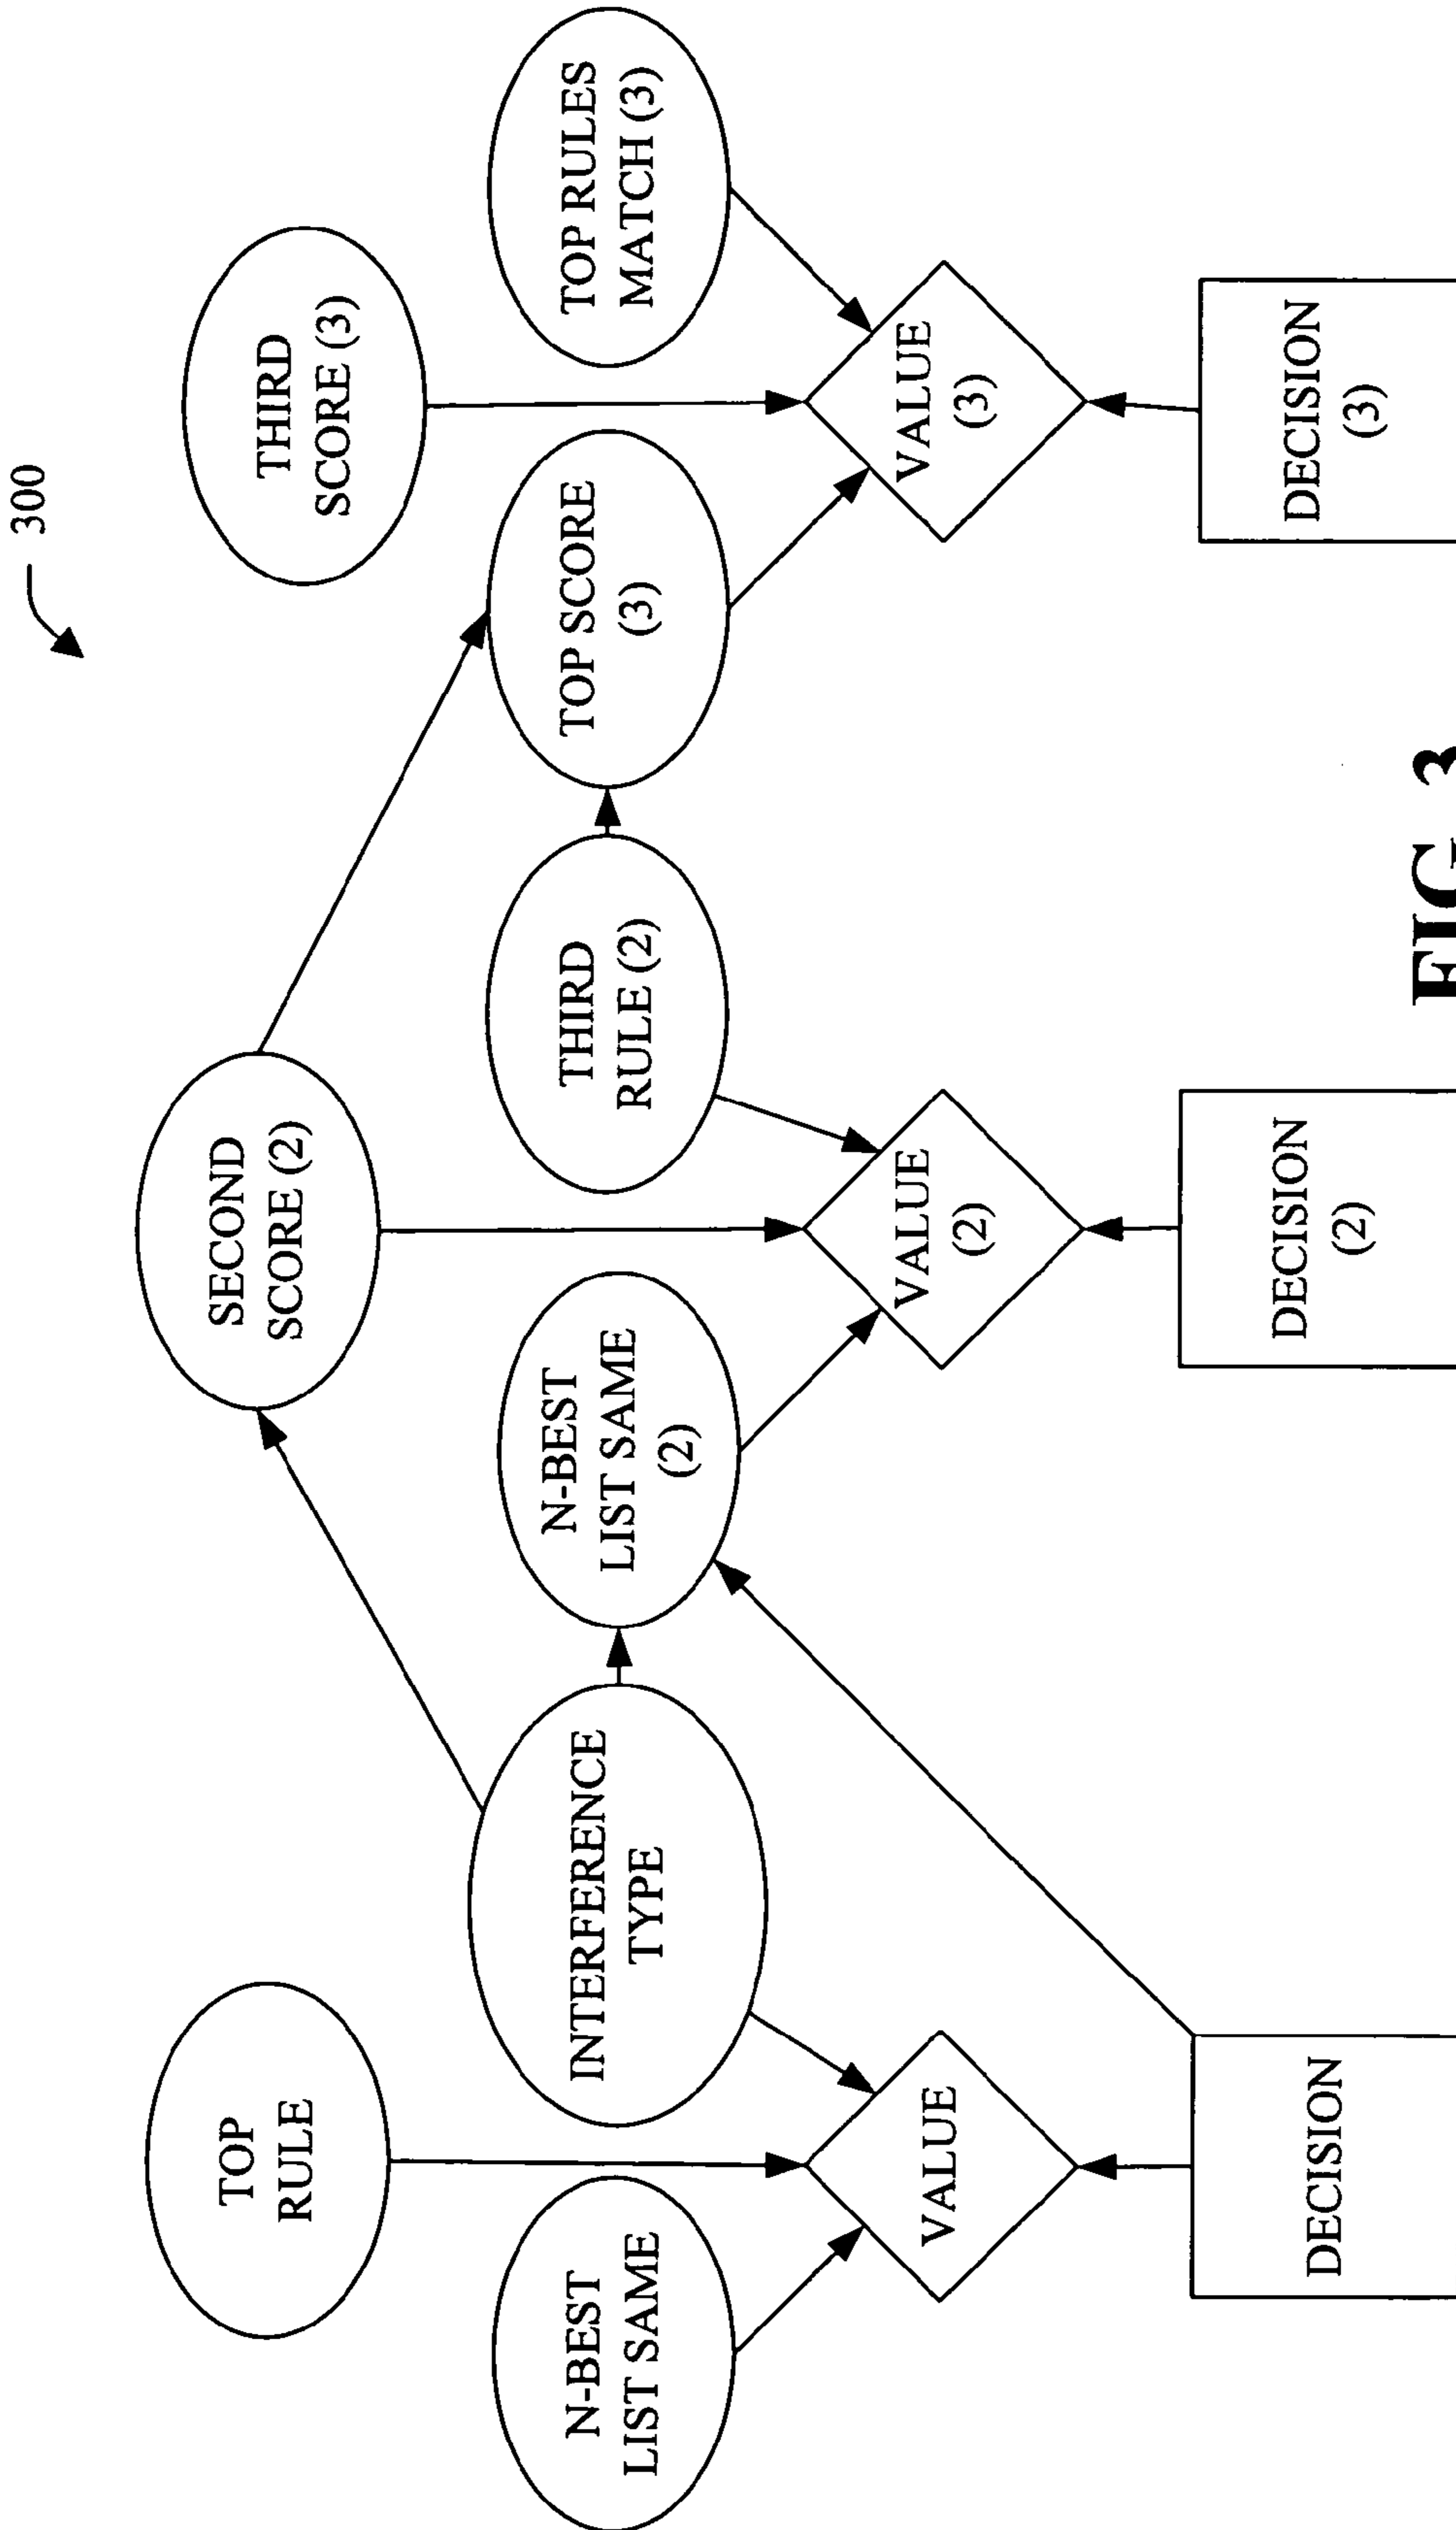 300
TOP
RULE
SECOND
SCORE (2)
THIRD
SCORE (3)
N-BEST
LIST SAME
INTERFERENCE
TYPE
N-BEST
LIST SAME
(2)
THIRD
RULE (2)
TOP SCORE
(3)
TOP RULES
MATCH (3)
VALUE
VALUE
(2)
VALUE
(3)
DECISION
DECISION
(2)
DECISION
(3)
FIG. 3